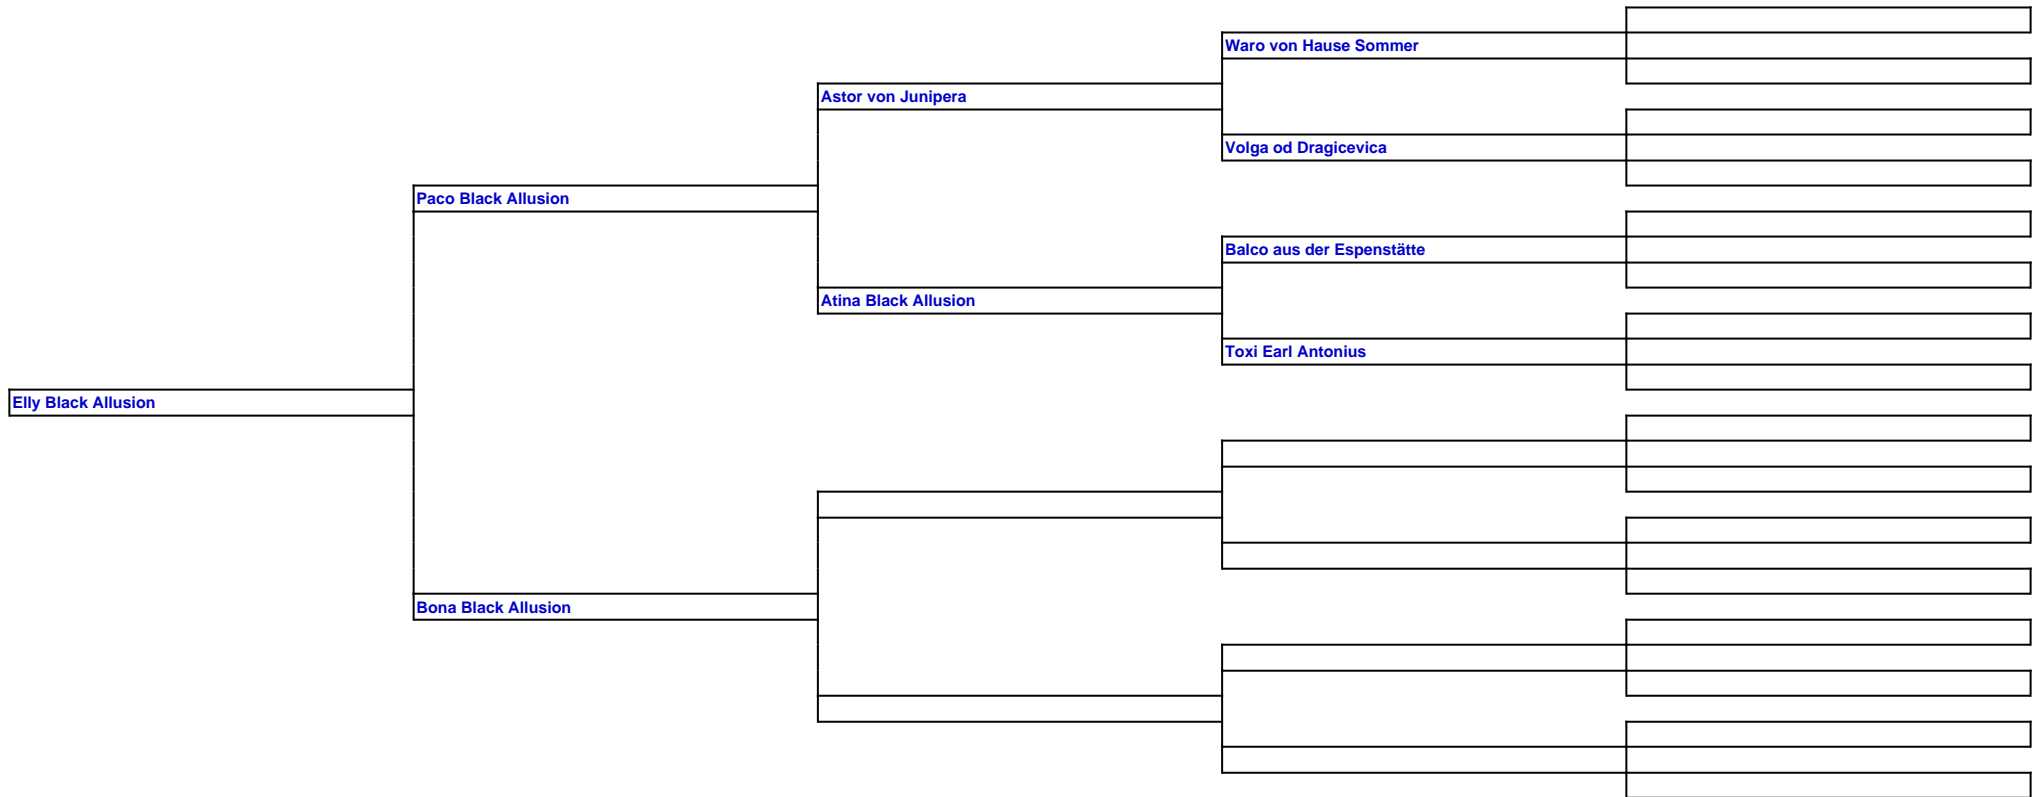 Waro von Hause Sommer
Astor von Junipera
Volga od Dragicevica
Paco Black Allusion
Balco aus der Espenstätte
Atina Black Allusion
Toxi Earl Antonius
Elly Black Allusion
Bona Black Allusion